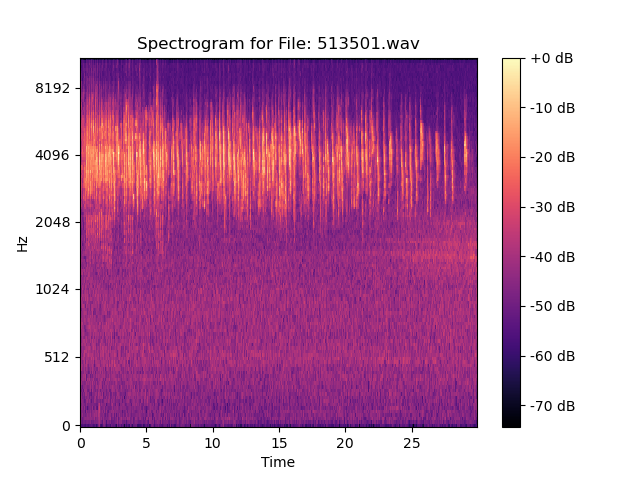 Spectrogram for File: 513501.wav
+0 dB
8192
-10 dB
4096
-20 dB
2048
-30 dB
Hz
-40 dB
1024
-50 dB
512
-60 dB
-70 dB
0
0 5 10 15 20 25
Time